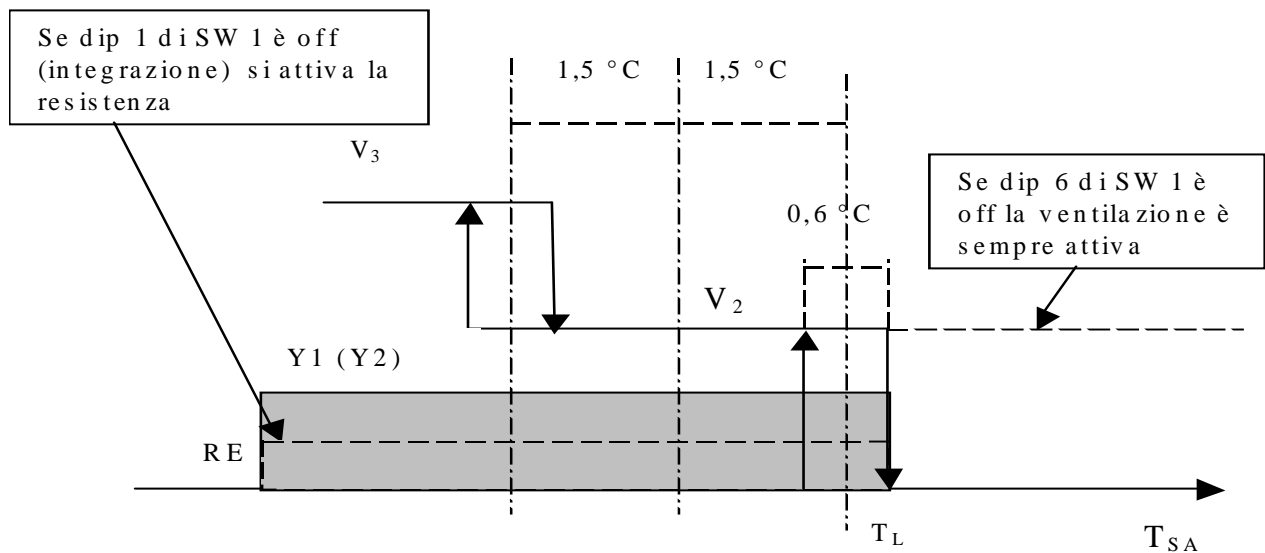 Se dip 1 di SW 1 è off
(integrazione) si attiva la
resistenza
1,5 °C
1,5 °C
V3
0,6 °C
Se dip 6 di SW 1 è
off la ventilazione è
sempre attiva
V2
Y1 (Y2)
RE
TL
TSA